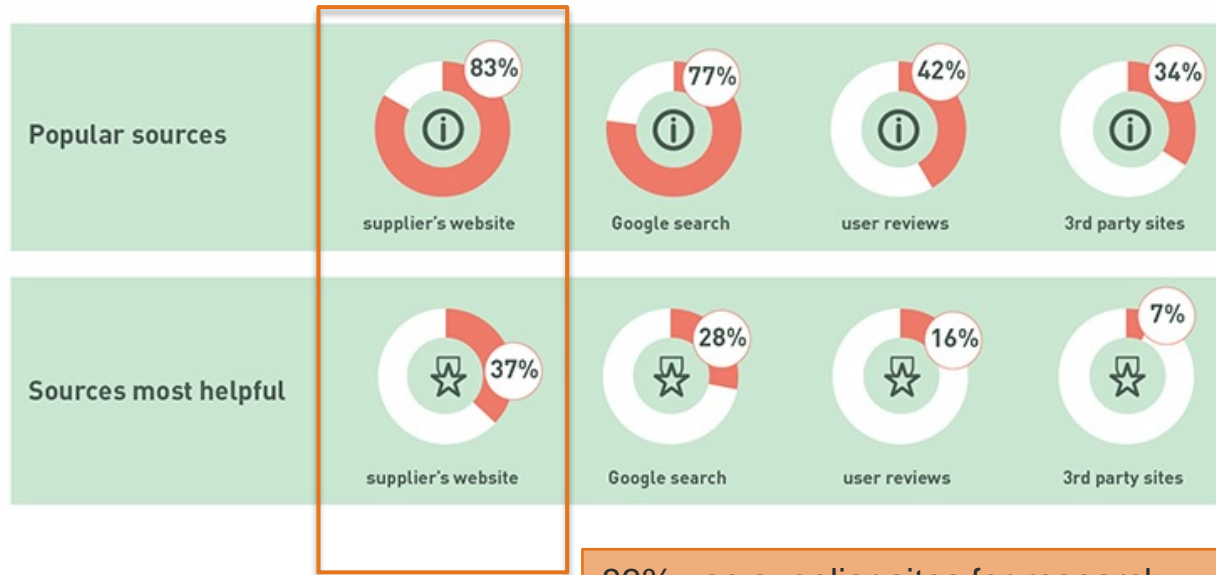 83%
77%
42%
34%
Popular sources
supplier's website
Google search
user reviews
3rd party sites
37%
28%
16%
7%
Sources most helpful
supplier's website
Google search
user reviews
3rd party sites